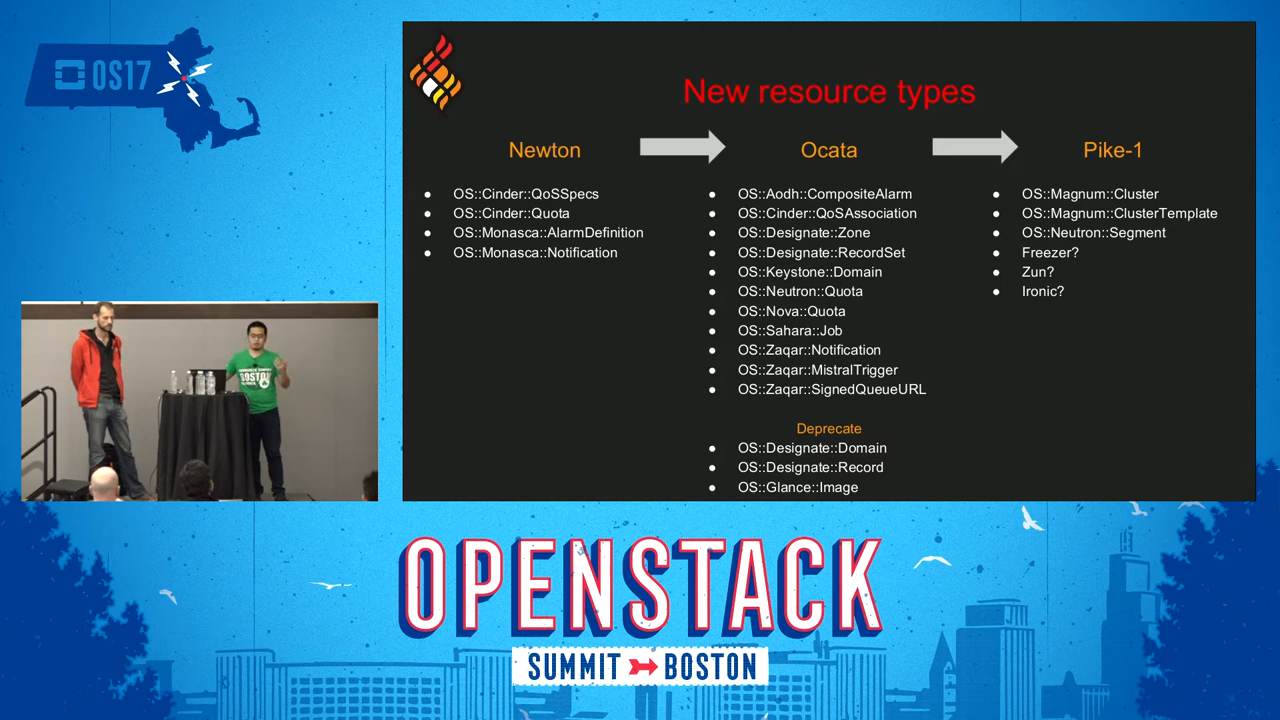 OS17
New resource types
Newton
OS::Cinder::QoSSpecs
OS::Cinder::Quota
OS::Monasca::AlarmDefinition
OS::Monasca::Notification
Ocata
OS::Aodh::CompositeAlarm
OS::Cinder::QoSAssociation
OS::Designate::Zone
OS::Designate::RecordSet
OS::Keystone::Domain
OS::Neutron::Quota
OS::Nova::Quota
OS::Sahara::Job
OS::Zaqar::Notification
OS::Zaqar::MistralTrigger
OS::Zaqar::SignedQueueURL
Deprecate
OS::Designate::Domain
OS::Designate::Record
OS::Glance::Image
Pike-1
OS::Magnum::Cluster
OS::Magnum::ClusterTemplate
OS::Neutron::Segment
Freezer?
Zun?
Ironic?
BOSTON
OPENSTACK
SUMMIT BOSTON